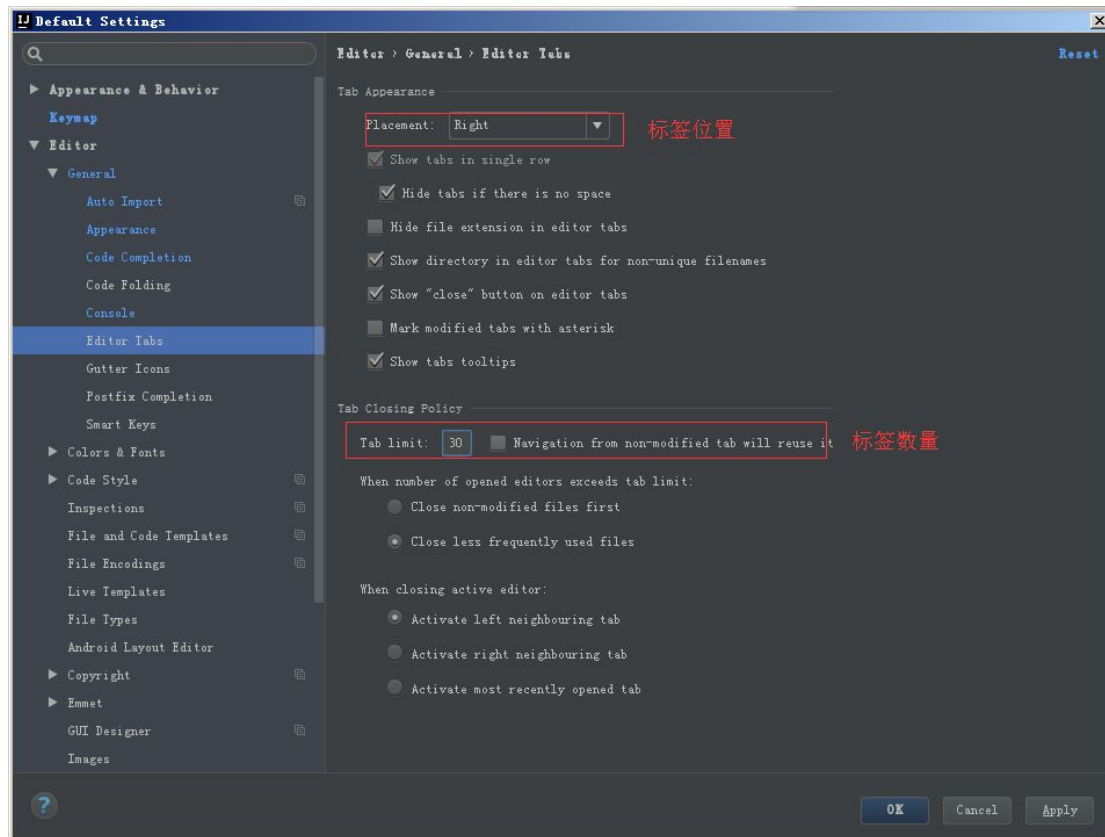 IJ Default Settings
Editor › General › Editor Tabs
Reset
Appearance & Behavior
Keymap
Editor
General
Auto Import
Appearance
Code Completion
Code Folding
Console
Editor Tabs
Gutter Icons
Postfix Completion
Smart Keys
Colors & Fonts
Code Style
Inspections
File and Code Templates
File Encodings
Live Templates
File Types
Android Layout Editor
Copyright
Emmet
GUI Designer
Images
Tab Appearance
Placement: Right 标签位置
Show tabs in single row
Hide tabs if there is no space
Hide file extension in editor tabs
Show directory in editor tabs for non-unique filenames
Show "close" button on editor tabs
Mark modified tabs with asterisk
Show tabs tooltips
Tab Closing Policy
Tab limit: 30 Navigation from non-modified tab will reuse it 标签数量
When number of opened editors exceeds tab limit:
Close non-modified files first
Close less frequently used files
When closing active editor:
Activate left neighbouring tab
Activate right neighbouring tab
Activate most recently opened tab
?
OK Cancel Apply